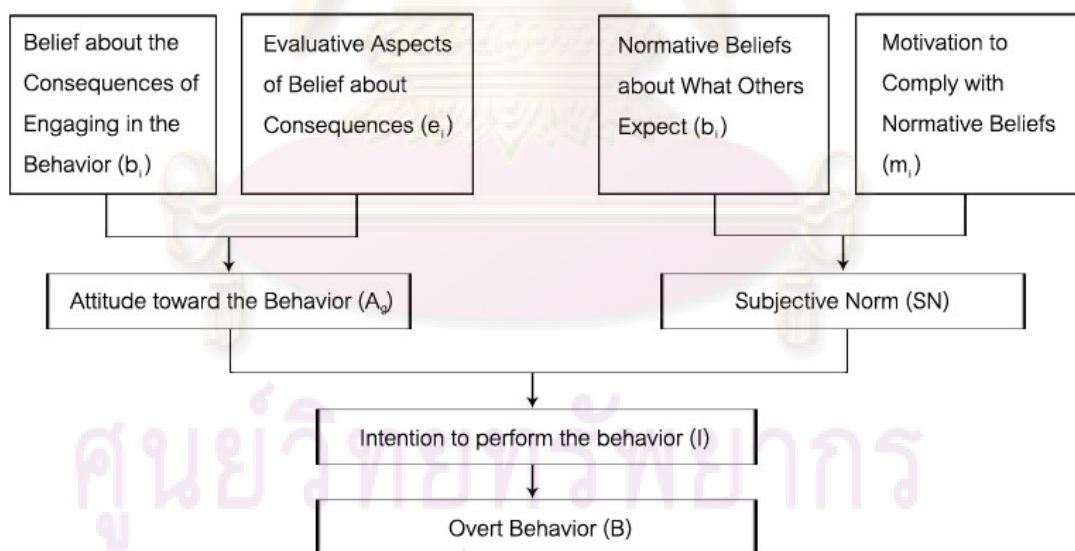 Belief about the
Consequences of
Engaging in the
Behavior (bᵢ)
Evaluative Aspects
of Belief about
Consequences (eᵢ)
Normative Beliefs
about What Others
Expect (bᵢ)
Motivation to
Comply with
Normative Beliefs
(mᵢ)
Attitude toward the Behavior (A₉)
Subjective Norm (SN)
Intention to perform the behavior (I)
Overt Behavior (B)
ศูนย์วิทยทรัพยากร